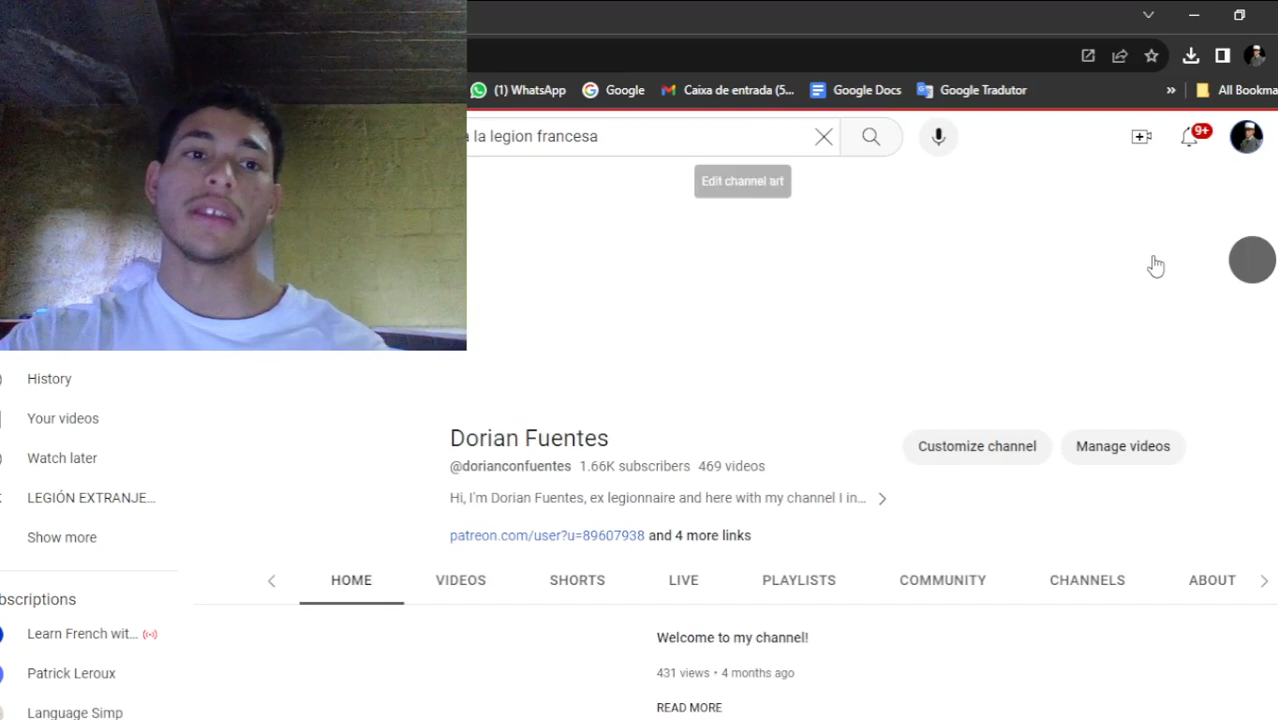 (1) WhatsApp
Google
Caixa de entrada (5...
Google Docs
Google Tradutor
»
All Bookma
la legion francesa
9+
Edit channel art
History
Your videos
Watch later
LEGIÓN EXTRANJE...
Show more
Dorian Fuentes
@dorianconfuentes 1.66K subscribers 469 videos
Hi, I'm Dorian Fuentes, ex legionnaire and here with my channel I in...
patreon.com/user?u=89607938 and 4 more links
Customize channel
Manage videos
HOME
VIDEOS
SHORTS
LIVE
PLAYLISTS
COMMUNITY
CHANNELS
ABOUT
bscriptions
Learn French wit...
Patrick Leroux
Language Simp
Welcome to my channel!
431 views • 4 months ago
READ MORE